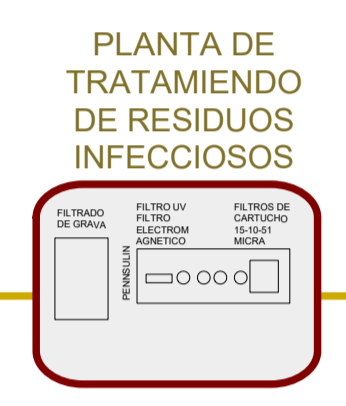 PLANTA DE
TRATAMIENDO
DE RESIDUOS
INFECCIOSOS
FILTRADO
DE GRAVA
PENINSULIN
FILTRO UV
FILTRO
ELECTROM
AGNETICO
FILTROS DE
CARTUCHO
15-10-51
MICRA